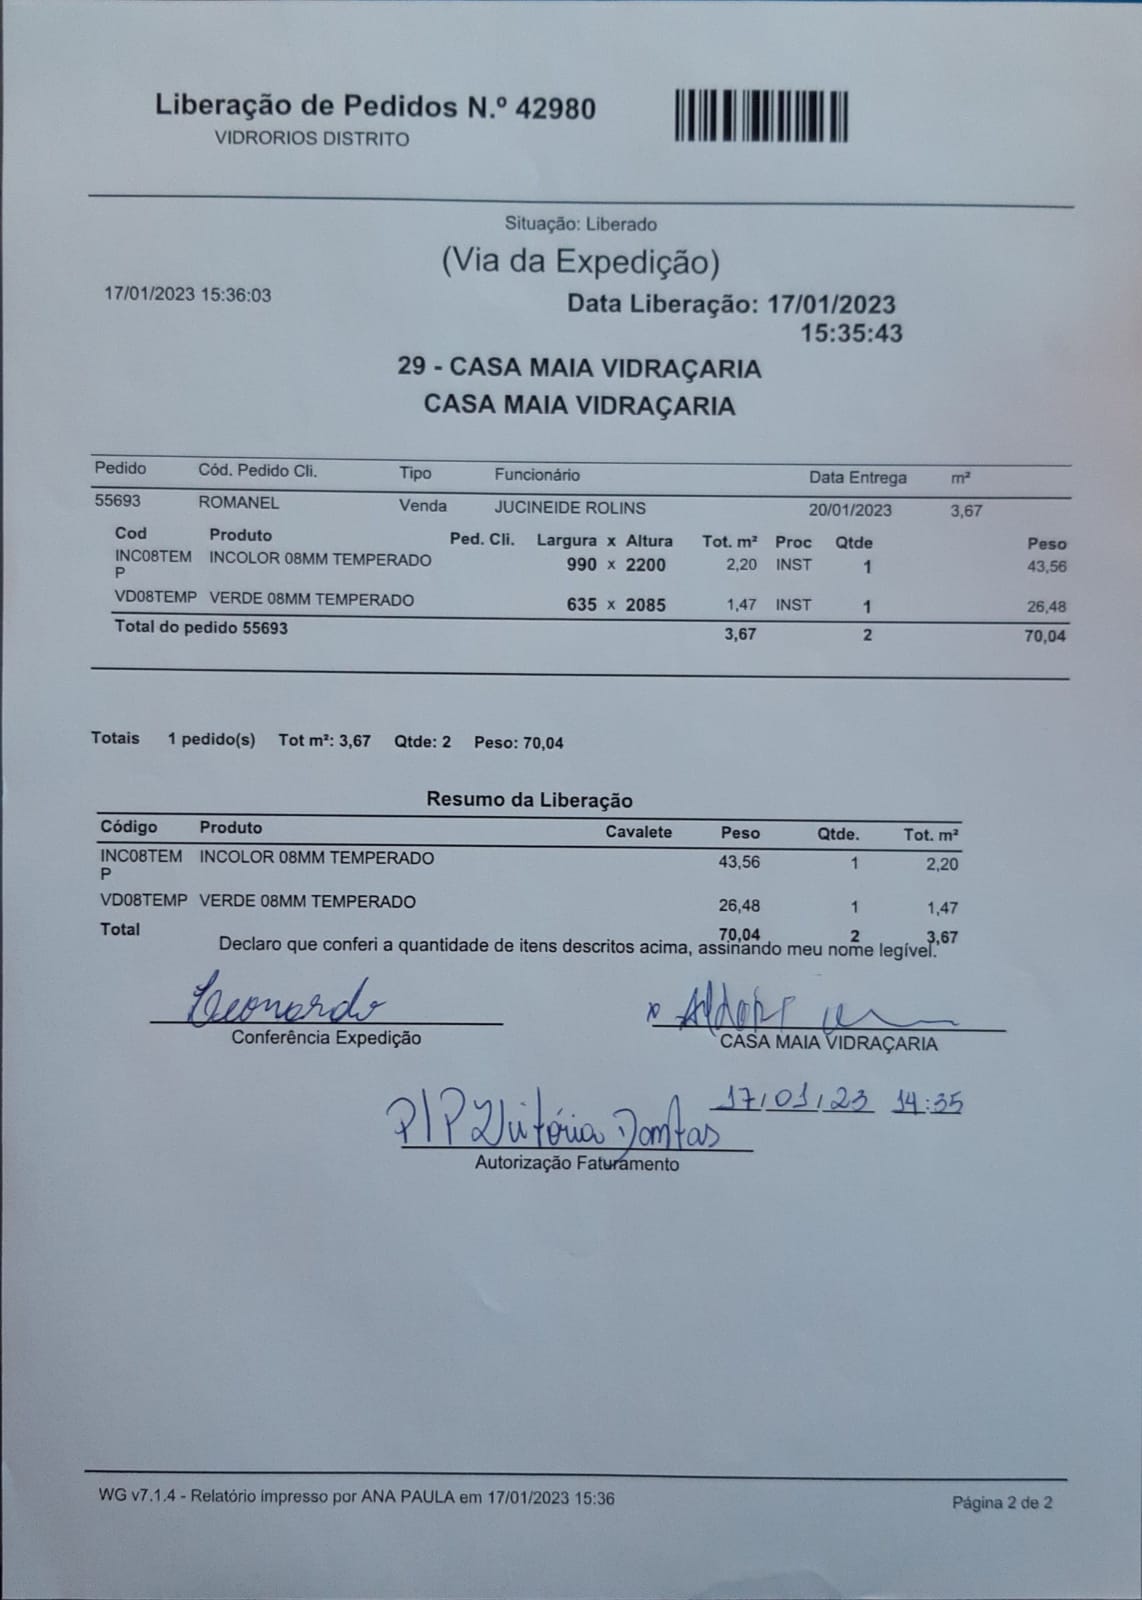 Liberação de Pedidos N.º 42980
VIDRORIOS DISTRITO
Situação: Liberado
(Via da Expedição)
17/01/2023 15:36:03
Data Liberação: 17/01/2023
15:35:43
29 - CASA MAIA VIDRAÇARIA
CASA MAIA VIDRAÇARIA
Pedido Cód. Pedido Cli. Tipo Funcionário Data Entrega m²
55693 ROMANEL Venda JUCINEIDE ROLINS 20/01/2023 3,67
Cod Produto Ped. Cli. Largura x Altura Tot. m² Proc Qtde Peso
INC08TEM INCOLOR 08MM TEMPERADO 990 x 2200 2,20 INST 1 43,56
P
VD08TEMP VERDE 08MM TEMPERADO 635 x 2085 1,47 INST 1 26,48
Total do pedido 55693 3,67 2 70,04
Totais 1 pedido(s) Tot m²: 3,67 Qtde: 2 Peso: 70,04
Resumo da Liberação
Código Produto Cavalete Peso Qtde. Tot. m²
INC08TEM INCOLOR 08MM TEMPERADO 43,56 1 2,20
P
VD08TEMP VERDE 08MM TEMPERADO 26,48 1 1,47
Total 70,04 2 3,67
Declaro que conferi a quantidade de itens descritos acima, assinando meu nome legível.
Leonardo
Conferência Expedição
CASA MAIA VIDRAÇARIA
17/01/23 14:35
P/P Vitória Dantas
Autorização Faturamento
WG v7.1.4 - Relatório impresso por ANA PAULA em 17/01/2023 15:36
Página 2 de 2